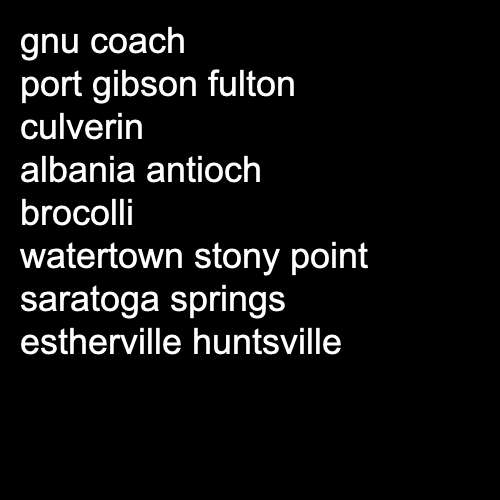 gnu coach
port gibson fulton
culverin
albania antioch
brocolli
watertown stony point
saratoga springs
estherville huntsville